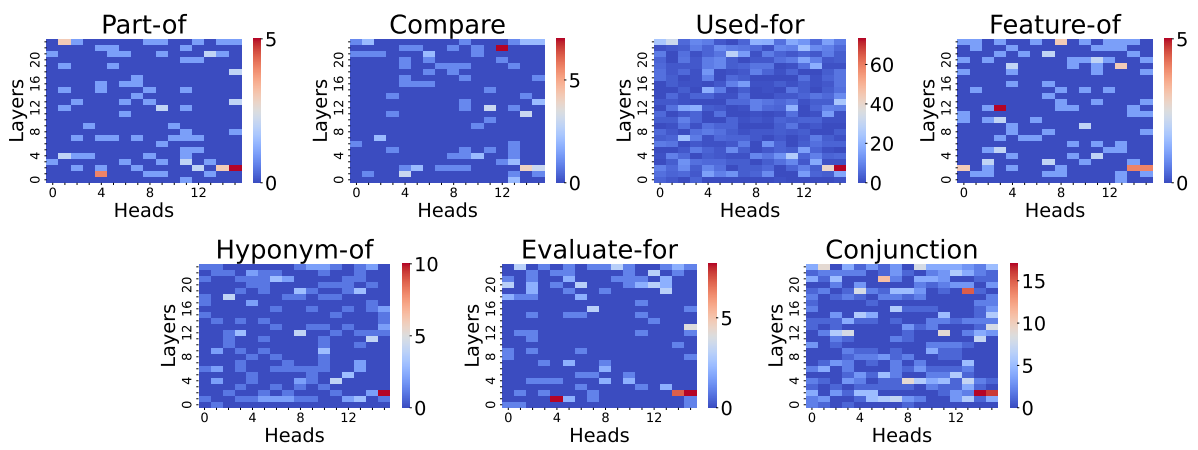 Part-of
Compare
Used-for
Feature-of
Layers
0 4 8 12 16 20
0 4 8 12
Heads
0 5
Layers
0 4 8 12 16 20
0 4 8 12
Heads
0 5
Layers
0 4 8 12 16 20
0 4 8 12
Heads
0 20 40 60
Layers
0 4 8 12 16 20
0 4 8 12
Heads
0 5
Hyponym-of
Evaluate-for
Conjunction
Layers
0 4 8 12 16 20
0 4 8 12
Heads
0 5 10
Layers
0 4 8 12 16 20
0 4 8 12
Heads
0 5
Layers
0 4 8 12 16 20
0 4 8 12
Heads
0 5 10 15